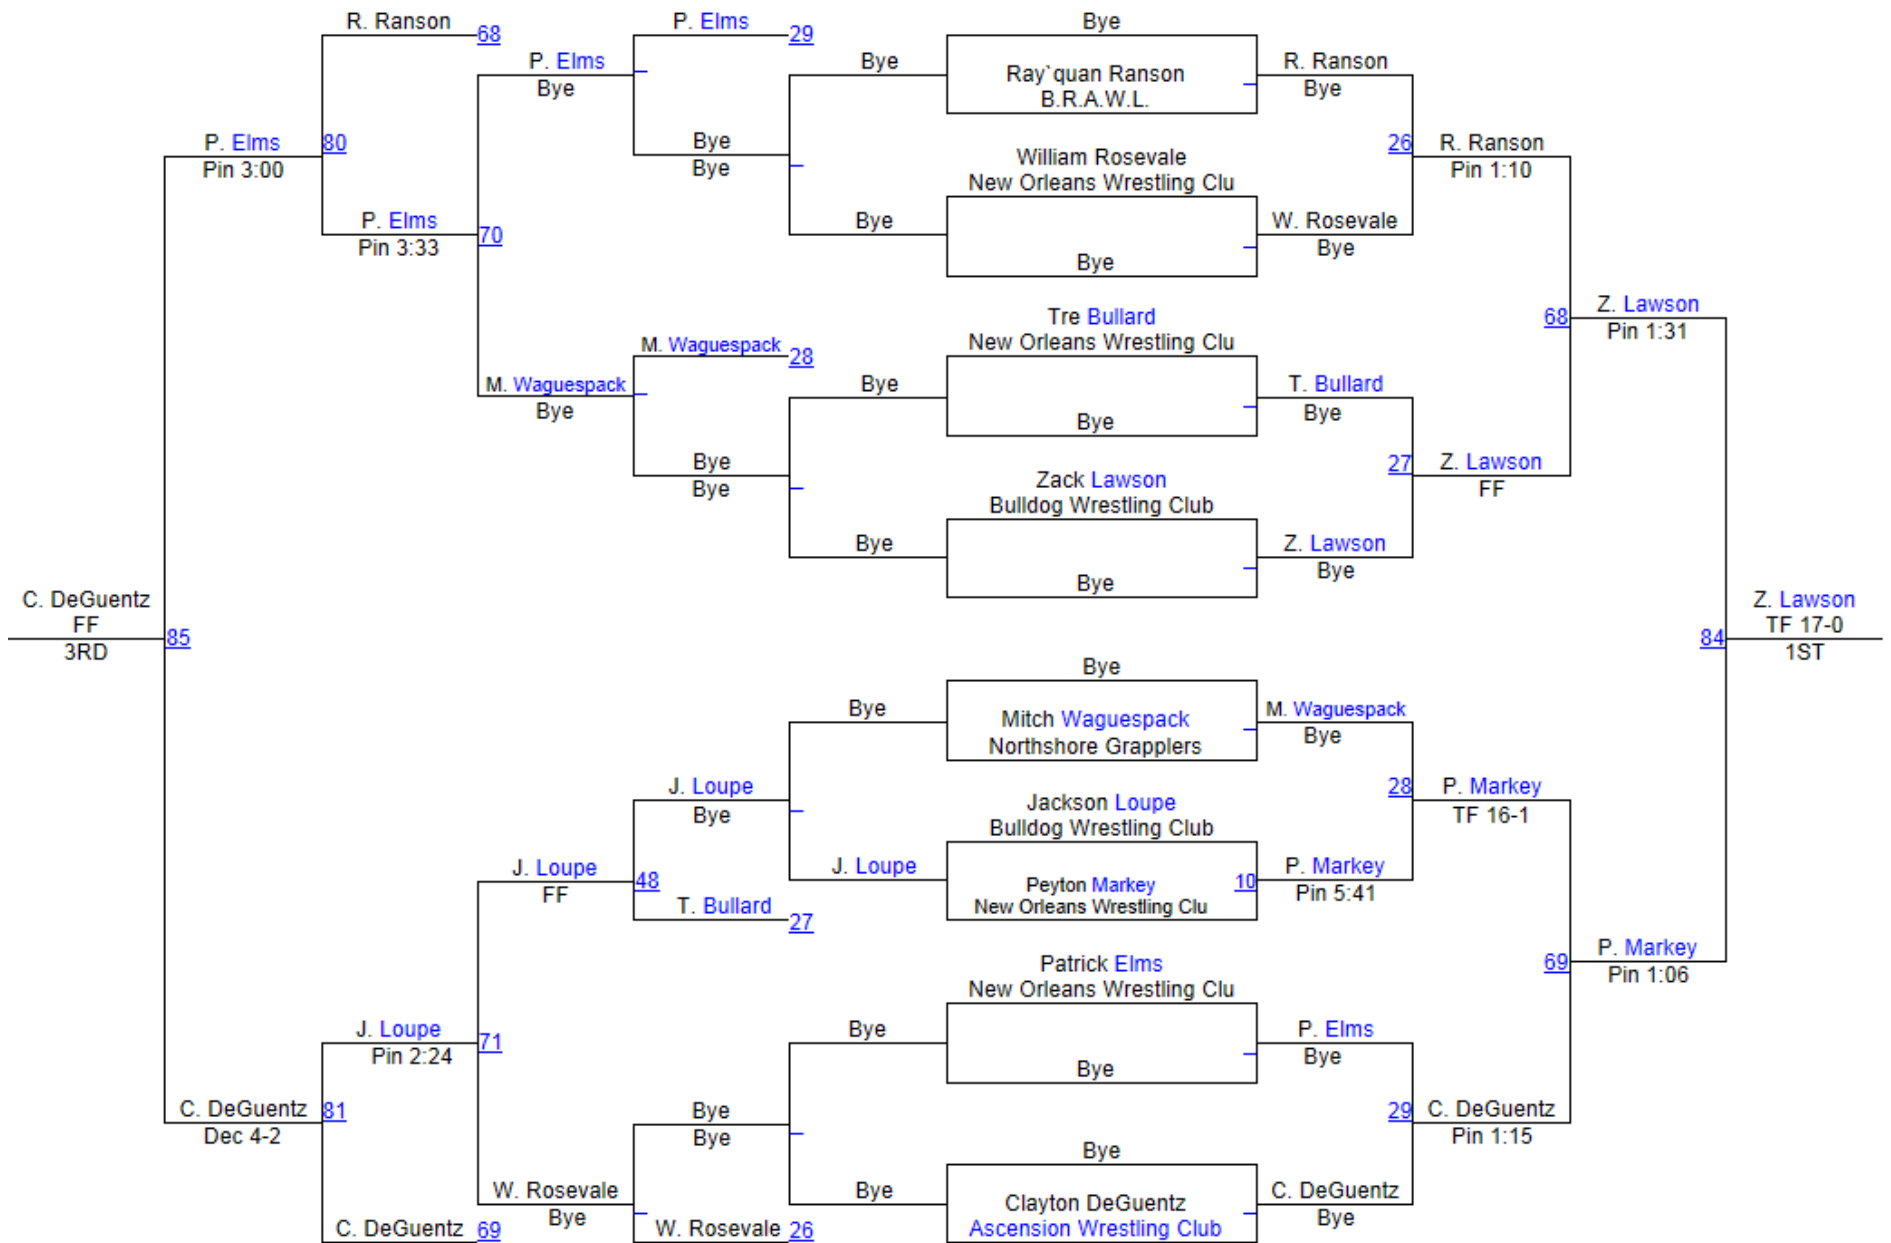 R. Ranson
68
P. Elms
29
Bye
P. Elms
Bye
Bye
Ray`quan Ranson
B.R.A.W.L.
R. Ranson
Bye
P. Elms
Pin 3:00
80
Bye
Bye
William Rosevale
New Orleans Wrestling Clu
26
R. Ranson
Pin 1:10
P. Elms
Pin 3:33
70
Bye
Bye
W. Rosevale
Bye
M. Waguespack
28
Tre Bullard
New Orleans Wrestling Clu
68
Z. Lawson
Pin 1:31
M. Waguespack
Bye
Bye
Bye
T. Bullard
Bye
Bye
Bye
Zack Lawson
Bulldog Wrestling Club
27
Z. Lawson
FF
Bye
Bye
Z. Lawson
Bye
C. DeGuentz
FF
3RD
85
84
Z. Lawson
TF 17-0
1ST
Bye
Bye
Mitch Waguespack
Northshore Grapplers
M. Waguespack
Bye
J. Loupe
Bye
Jackson Loupe
Bulldog Wrestling Club
28
P. Markey
TF 16-1
J. Loupe
FF
48
J. Loupe
Peyton Markey
New Orleans Wrestling Clu
10
P. Markey
Pin 5:41
T. Bullard
27
Patrick Elms
New Orleans Wrestling Clu
69
P. Markey
Pin 1:06
J. Loupe
Pin 2:24
71
Bye
Bye
P. Elms
Bye
C. DeGuentz
Dec 4-2
81
Bye
Bye
29
C. DeGuentz
Pin 1:15
Bye
W. Rosevale
Bye
Bye
Clayton DeGuentz
Ascension Wrestling Club
C. DeGuentz
Bye
C. DeGuentz
69
W. Rosevale
26